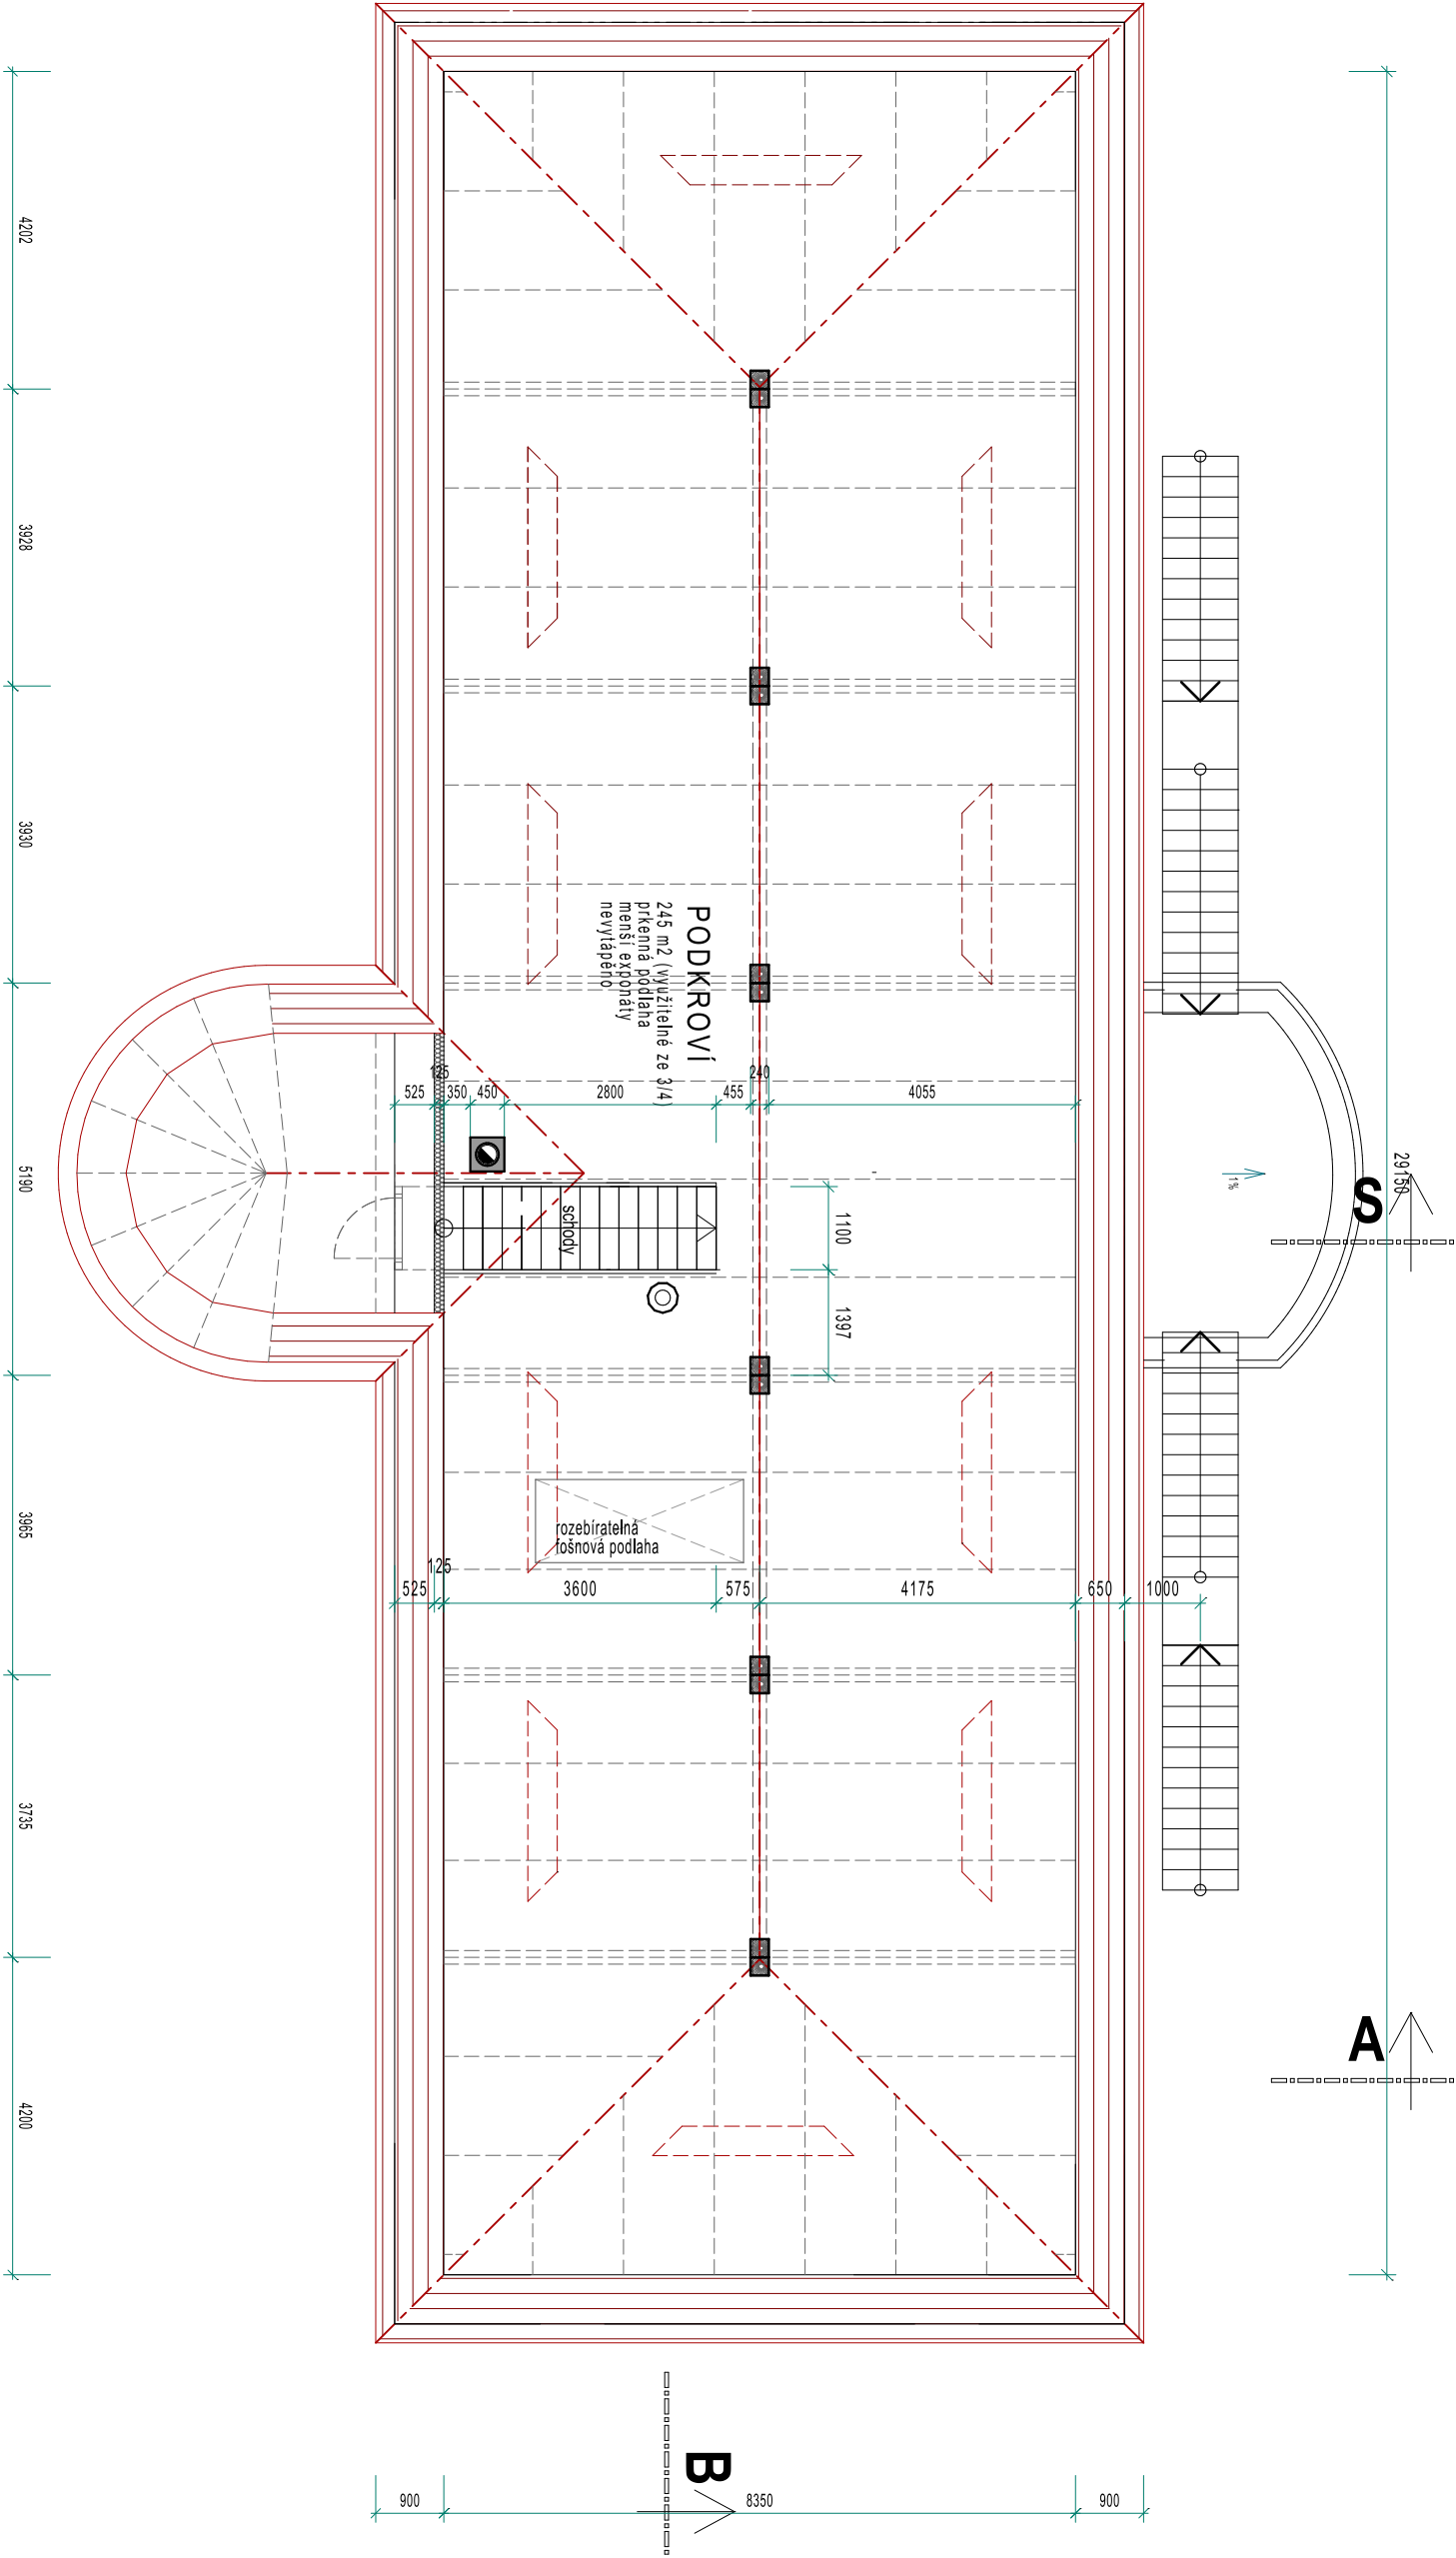 PODKROVÍ
245 m2 (využitelné ze 3/4)
prkenná podlaha
menší exponáty
nevytápěno
schody
rozebíratelná
fošnová podlaha
4202
3928
3930
5190
3965
3735
4200
29150
1%
S
A
B
125
525
350
450
2800
455
240
4055
1100
1397
125
525
3600
575
4175
650
1000
900
8350
900